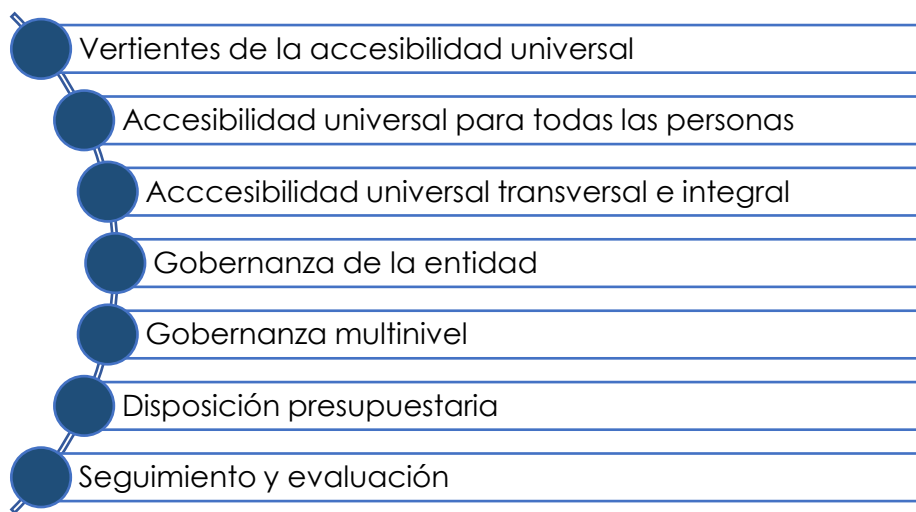 Vertientes de la accesibilidad universal
Accesibilidad universal para todas las personas
Acccesibilidad universal transversal e integral
Gobernanza de la entidad
Gobernanza multinivel
Disposición presupuestaria
Seguimiento y evaluación